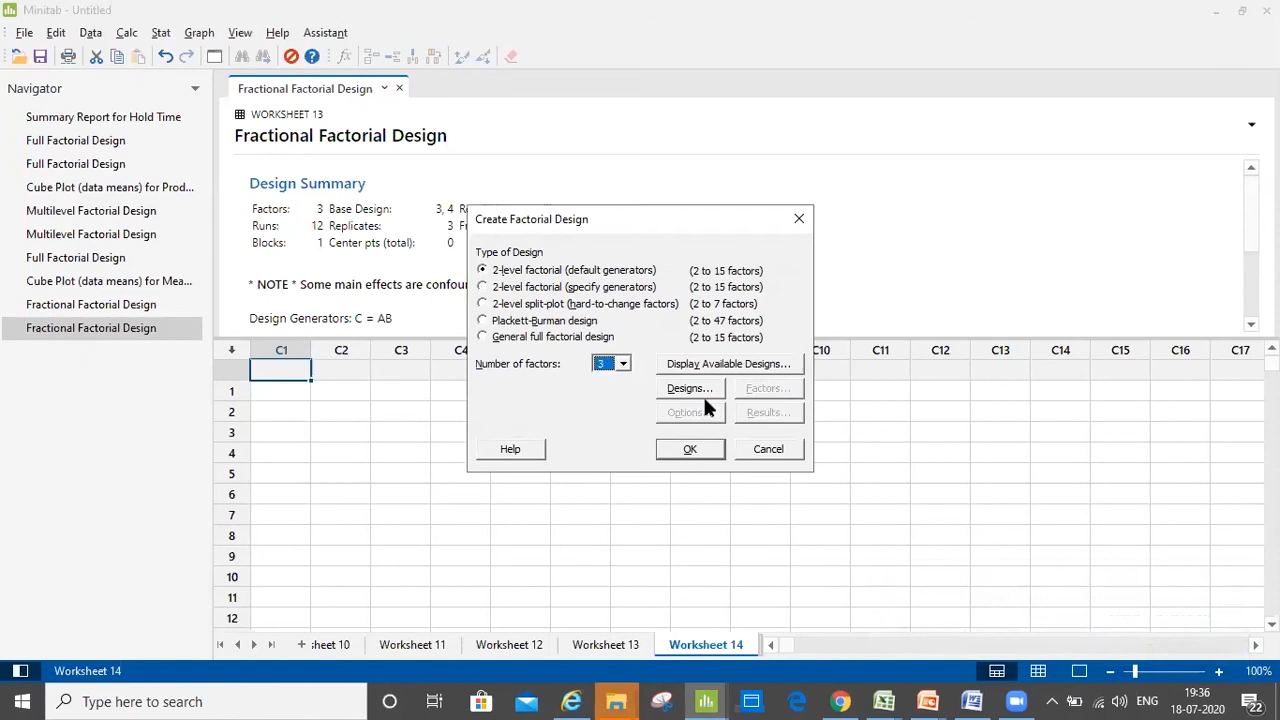 Minitab - Untitled
File Edit Data Calc Stat Graph View Help Assistant
Navigator
Summary Report for Hold Time
Full Factorial Design
Full Factorial Design
Cube Plot (data means) for Prod...
Multilevel Factorial Design
Multilevel Factorial Design
Full Factorial Design
Cube Plot (data means) for Mea...
Fractional Factorial Design
Fractional Factorial Design
Fractional Factorial Design
WORKSHEET 13
Fractional Factorial Design
Design Summary
Factors: 3 Base Design: 3, 4
Runs: 12 Replicates: 3
Blocks: 1 Center pts (total): 0
* NOTE * Some main effects are
Design Generators: C = AB
Create Factorial Design
Type of Design
2-level factorial (default generators) (2 to 15 factors)
2-level factorial (specify generators) (2 to 15 factors)
2-level split-plot (hard-to-change factors) (2 to 7 factors)
Plackett-Burman design (2 to 47 factors)
General full factorial design (2 to 15 factors)
Number of factors: 3 Display Available Designs...
Designs... Factors...
Options Results...
Help OK Cancel
C1 C2 C3 C4 C10 C11 C12 C13 C14 C15 C16 C17
1
2
3
4
5
6
7
8
9
10
11
12
sheet 10 Worksheet 11 Worksheet 12 Worksheet 13 Worksheet 14
Worksheet 14 100%
Type here to search
ENG
19:36
18-07-2020
22